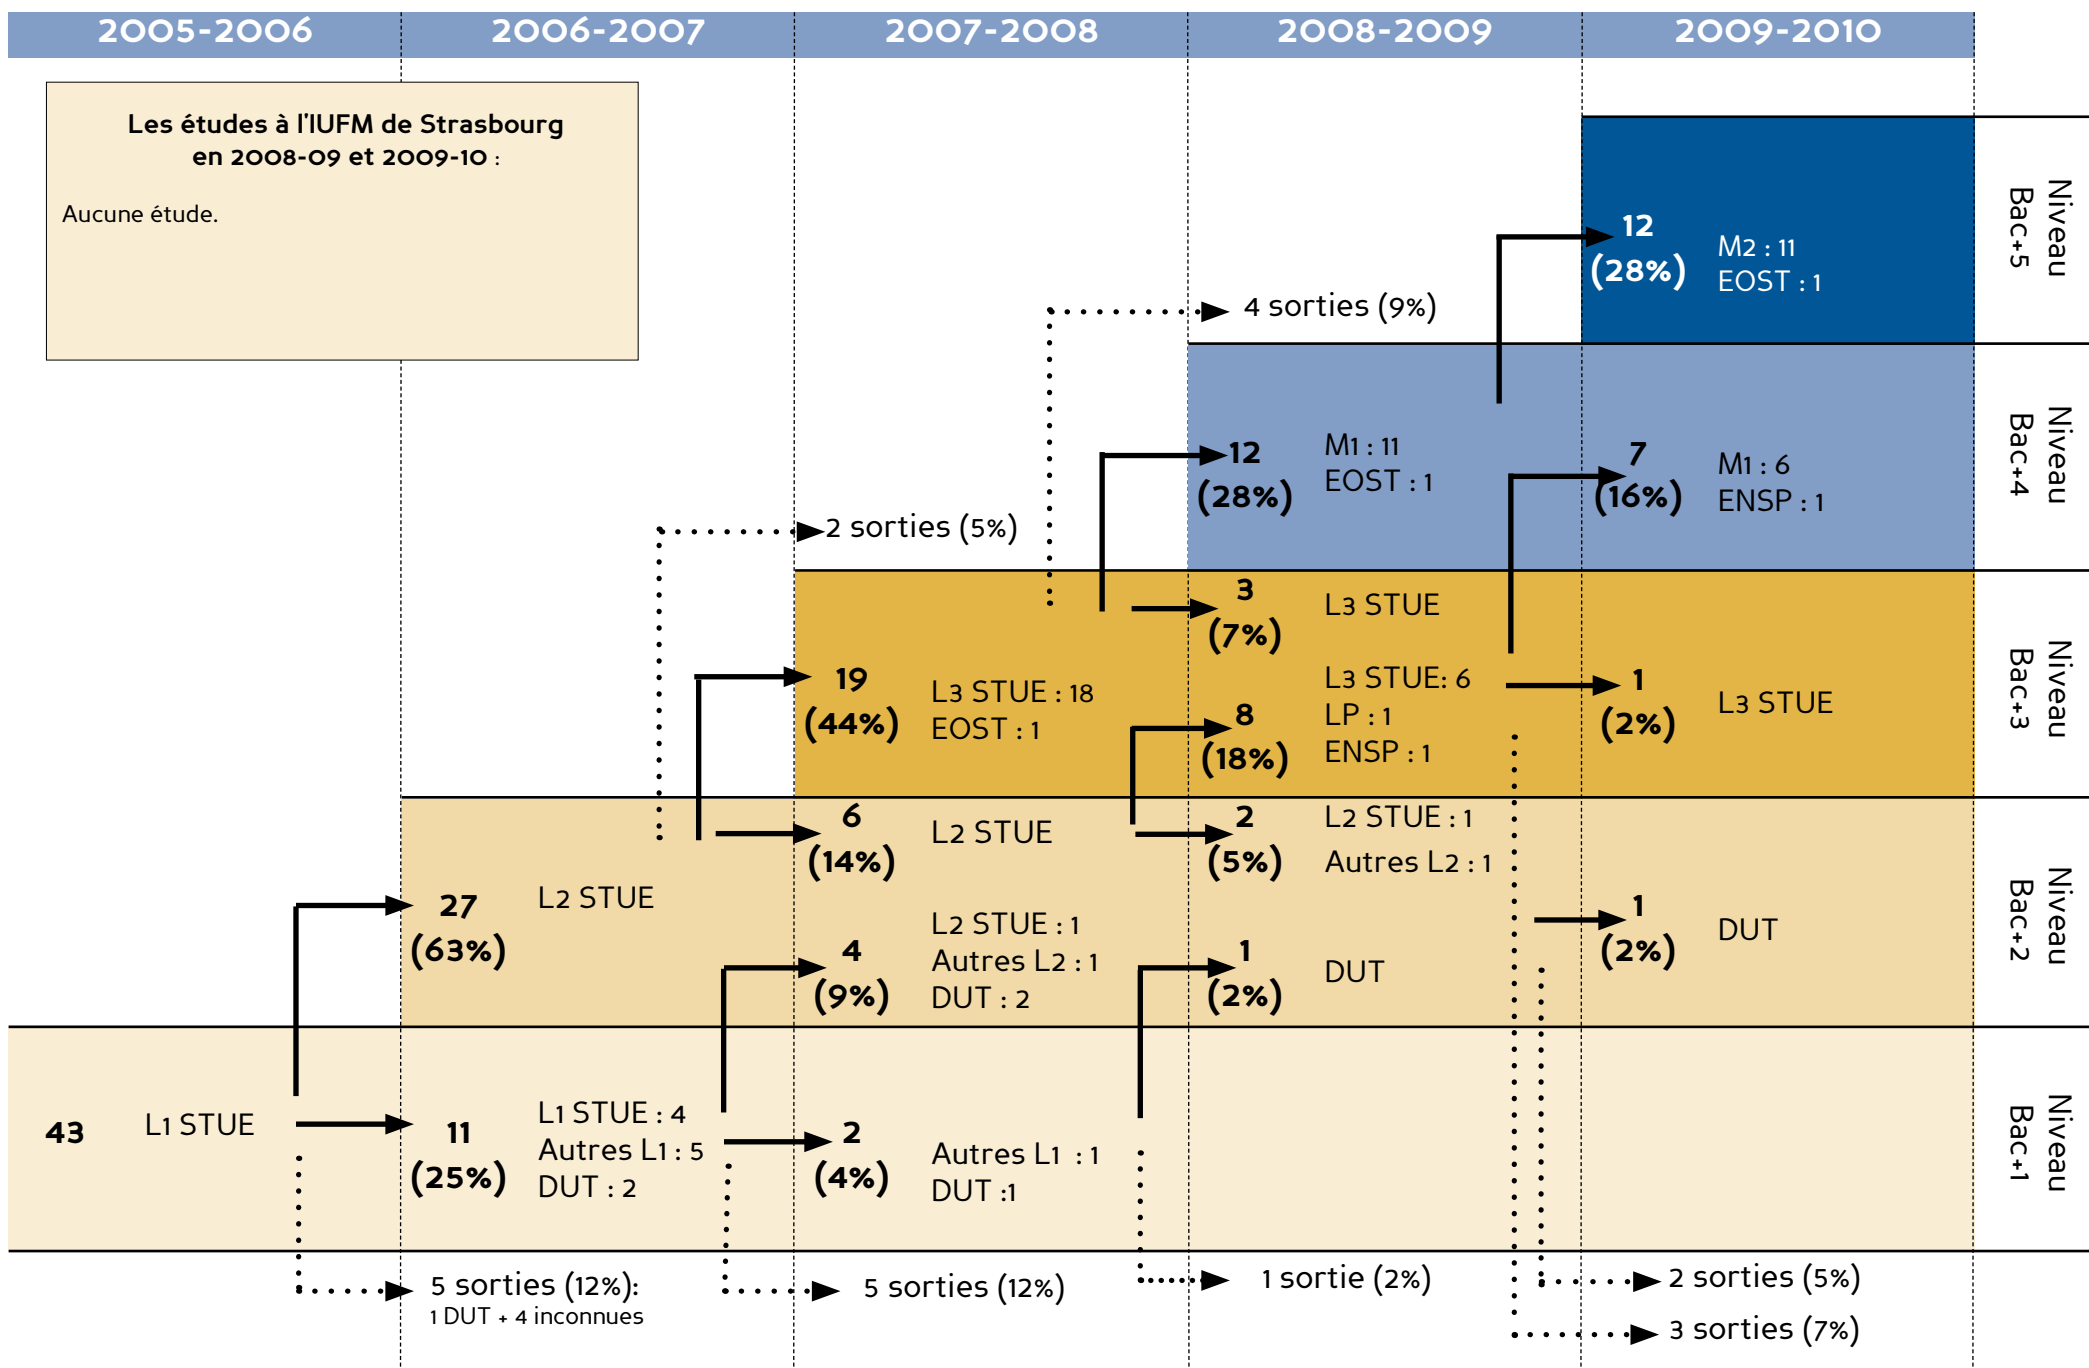 2005-2006
2006-2007
2007-2008
2008-2009
2009-2010
Les études à l'IUFM de Strasbourg
en 2008-09 et 2009-10 :
Aucune étude.
12
(28%)
M2 : 11
EOST : 1
Niveau
Bac+5
4 sorties (9%)
12
(28%)
M1 : 11
EOST : 1
7
(16%)
M1 : 6
ENSP : 1
Niveau
Bac+4
2 sorties (5%)
19
(44%)
L3 STUE : 18
EOST : 1
3
(7%)
L3 STUE
8
(18%)
L3 STUE: 6
LP : 1
ENSP : 1
1
(2%)
L3 STUE
Niveau
Bac+3
27
(63%)
L2 STUE
6
(14%)
L2 STUE
4
(9%)
L2 STUE : 1
Autres L2 : 1
DUT : 2
2
(5%)
L2 STUE : 1
Autres L2 : 1
1
(2%)
DUT
1
(2%)
DUT
Niveau
Bac+2
43
L1 STUE
11
(25%)
L1 STUE : 4
Autres L1 : 5
DUT : 2
2
(4%)
Autres L1 : 1
DUT :1
Niveau
Bac+1
5 sorties (12%):
1 DUT + 4 inconnues
5 sorties (12%)
1 sortie (2%)
2 sorties (5%)
3 sorties (7%)